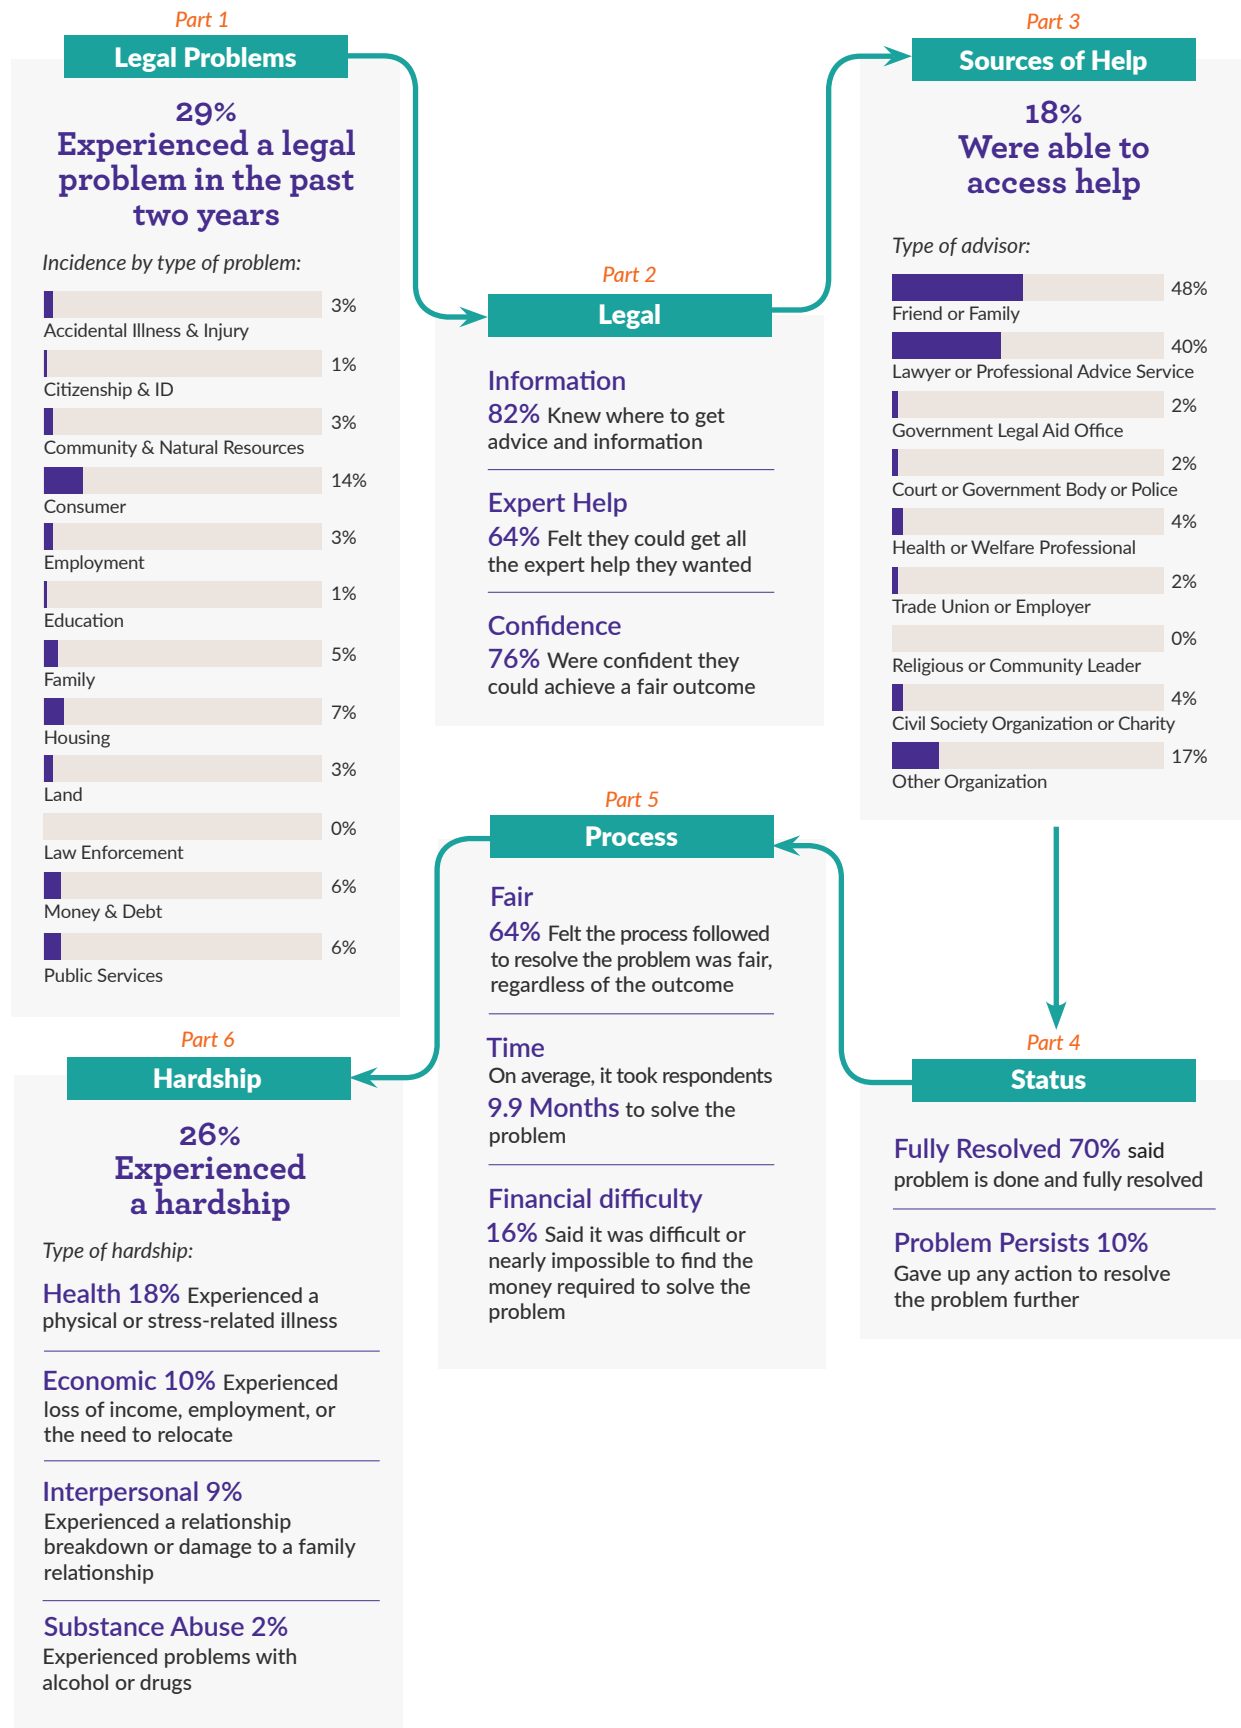 Part 1
Legal Problems
29%
Experienced a legal
problem in the past
two years
Incidence by type of problem:
3%
Accidental Illness & Injury
1%
Citizenship & ID
3%
Community & Natural Resources
14%
Consumer
3%
Employment
1%
Education
5%
Family
7%
Housing
3%
Land
0%
Law Enforcement
6%
Money & Debt
6%
Public Services
Part 2
Legal
Information
82% Knew where to get
advice and information
Expert Help
64% Felt they could get all
the expert help they wanted
Confidence
76% Were confident they
could achieve a fair outcome
Part 3
Sources of Help
18%
Were able to
access help
Type of advisor:
48%
Friend or Family
40%
Lawyer or Professional Advice Service
2%
Government Legal Aid Office
2%
Court or Government Body or Police
4%
Health or Welfare Professional
2%
Trade Union or Employer
0%
Religious or Community Leader
4%
Civil Society Organization or Charity
17%
Other Organization
Part 4
Status
Fully Resolved 70% said
problem is done and fully resolved
Problem Persists 10%
Gave up any action to resolve
the problem further
Part 5
Process
Fair
64% Felt the process followed
to resolve the problem was fair,
regardless of the outcome
Time
On average, it took respondents
9.9 Months to solve the
problem
Financial difficulty
16% Said it was difficult or
nearly impossible to find the
money required to solve the
problem
Part 6
Hardship
26%
Experienced
a hardship
Type of hardship:
Health 18% Experienced a
physical or stress-related illness
Economic 10% Experienced
loss of income, employment, or
the need to relocate
Interpersonal 9%
Experienced a relationship
breakdown or damage to a family
relationship
Substance Abuse 2%
Experienced problems with
alcohol or drugs